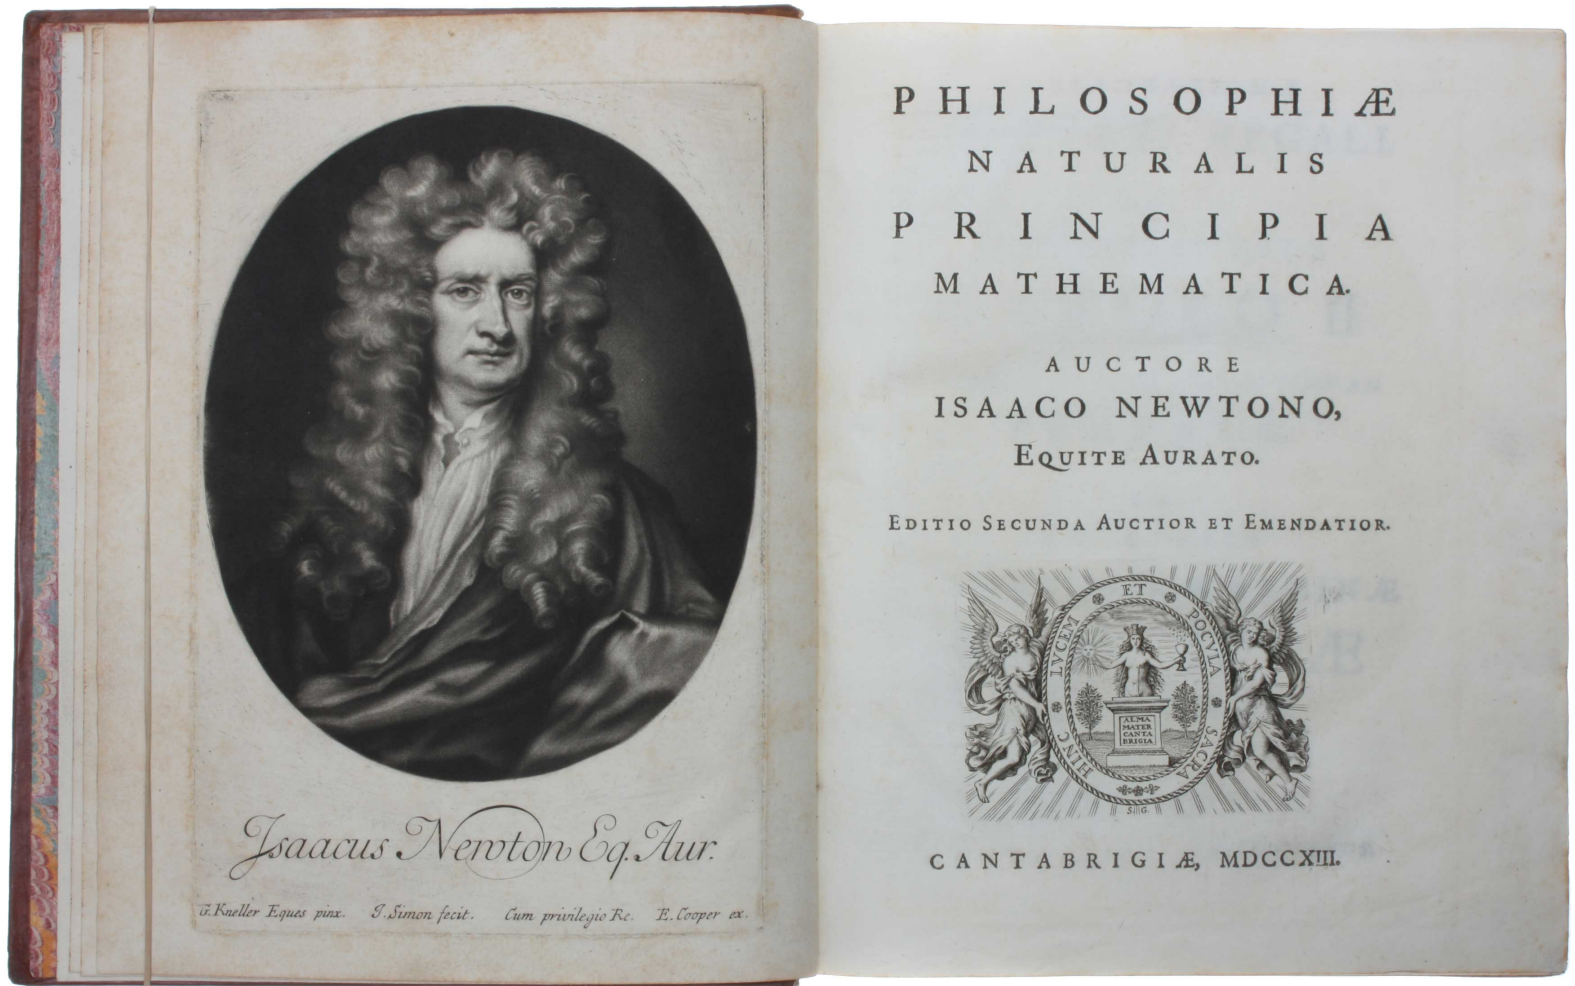 Isaacus Newton Eq. Aur.
G. Kneller Eques pinx. J. Simon fecit. Cum privilegio Re. E. Cooper ex.
PHILOSOPHIÆ
NATURALIS
PRINCIPIA
MATHEMATICA.
AUCTORE
ISAACO NEWTONO,
EQUITE AURATO.
EDITIO SECUNDA AUCTIOR ET EMENDATIOR.
HINC LUCEM ET POCULA SACRA
ALMA
MATER
CANTA
BRIGIA
S. G.
CANTABRIGIÆ, MDCCXIII.